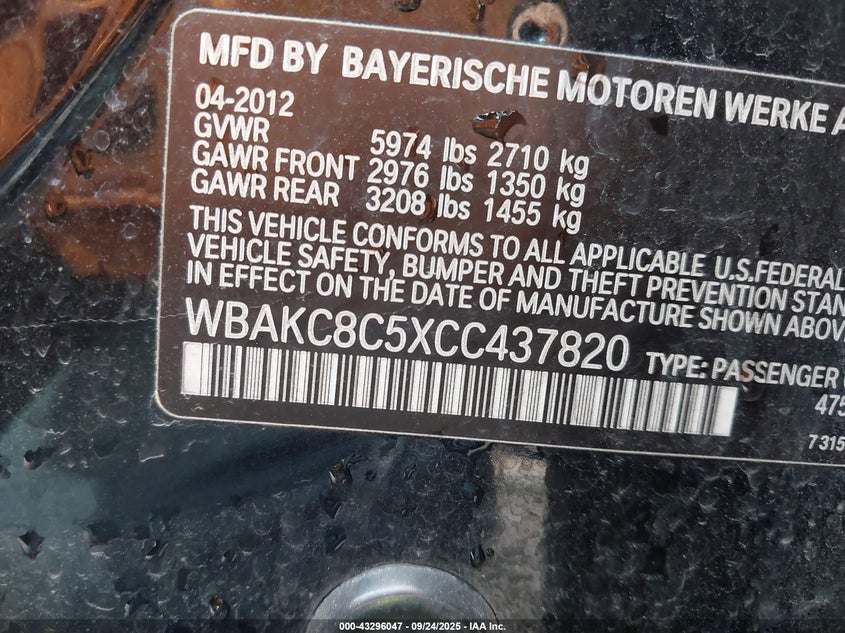 MFD BY BAYERISCHE MOTOREN WERKE A
04-2012
GVWR 5974 lbs 2710 kg
GAWR FRONT 2976 lbs 1350 kg
GAWR REAR 3208 lbs 1455 kg
THIS VEHICLE CONFORMS TO ALL APPLICABLE U.S.FEDERAL
VEHICLE SAFETY, BUMPER AND THEFT PREVENTION STAN
IN EFFECT ON THE DATE OF MANUFACTURE SHOWN ABOV
WBAKC8C5XCC437820 TYPE: PASSENGER
475
7 315
000-43296047 - 09/24/2025 - IAA Inc.